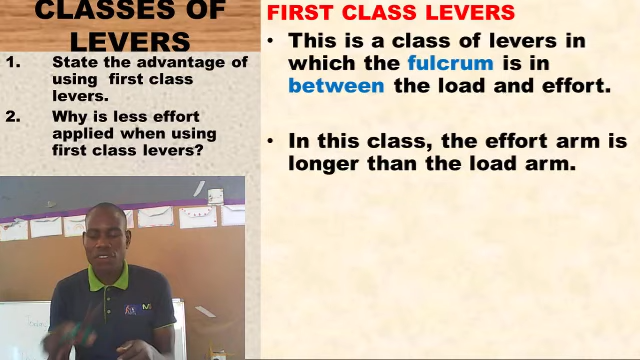 CLASSES OF
LEVERS
1. State the advantage of
using first class
levers.
2. Why is less effort
applied when using
first class levers?
FIRST CLASS LEVERS
• This is a class of levers in
which the fulcrum is in
between the load and effort.
• In this class, the effort arm is
longer than the load arm.